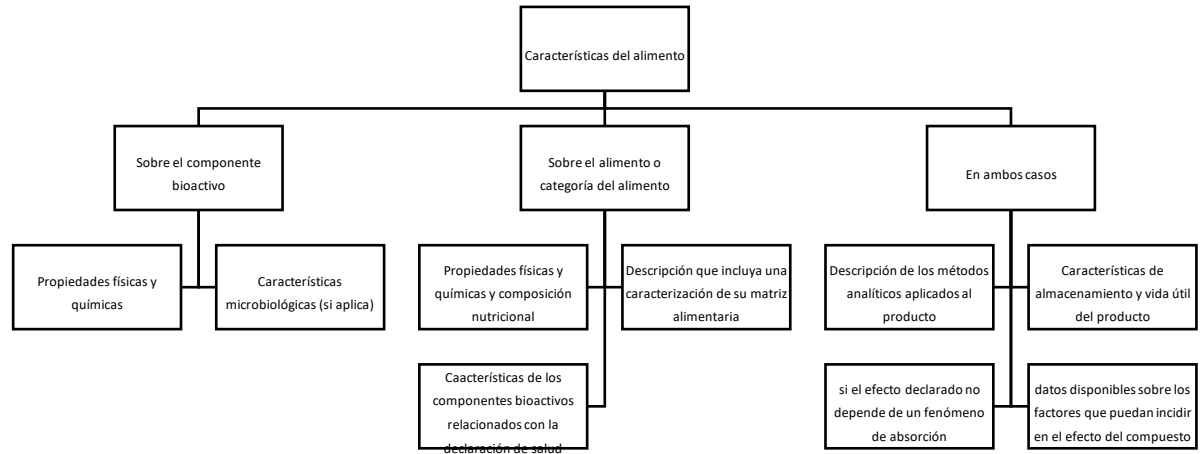 Características del alimento
Sobre el componente
bioactivo
Sobre el alimento o
categoría del alimento
En ambos casos
Propiedades físicas y
químicas
Características
microbiológicas (si aplica)
Propiedades físicas y
químicas y composición
nutricional
Descripción que incluya una
caracterización de su matriz
alimentaria
Descripción de los métodos
analíticos aplicados al
producto
Características de
almacenamiento y vida útil
del producto
Caacterísticas de los
componentes bioactivos
relacionados con la
declaración de salud
si el efecto declarado no
depende de un fenómeno
de absorción
datos disponibles sobre los
factores que puedan incidir
en el efecto del compuesto